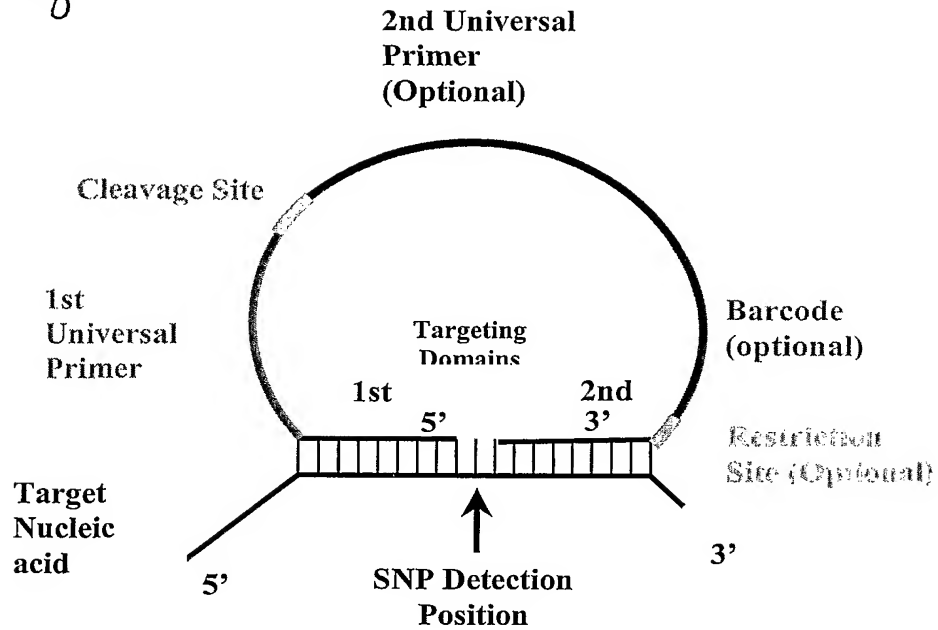 2nd Universal
Primer
(Optional)
Cleavage Site
1st
Universal
Primer
Targeting
Domains
Barcode
(optional)
1st
2nd
5’
3’
Restriction
Site (Optional)
Target
Nucleic
acid
5’
3’
SNP Detection
Position